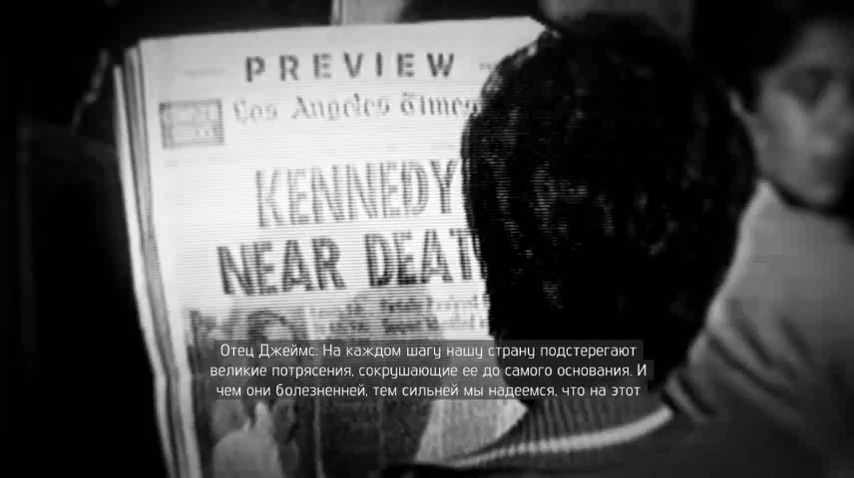 PREVIEW
Los Angeles Times
KENNEDY
NEAR DEAT
Отец Джеймс: На каждом шагу нашу страну подстерегают
великие потрясения, сокрушающие ее до самого основания. И
чем они болезненней, тем сильней мы надеемся, что на этот